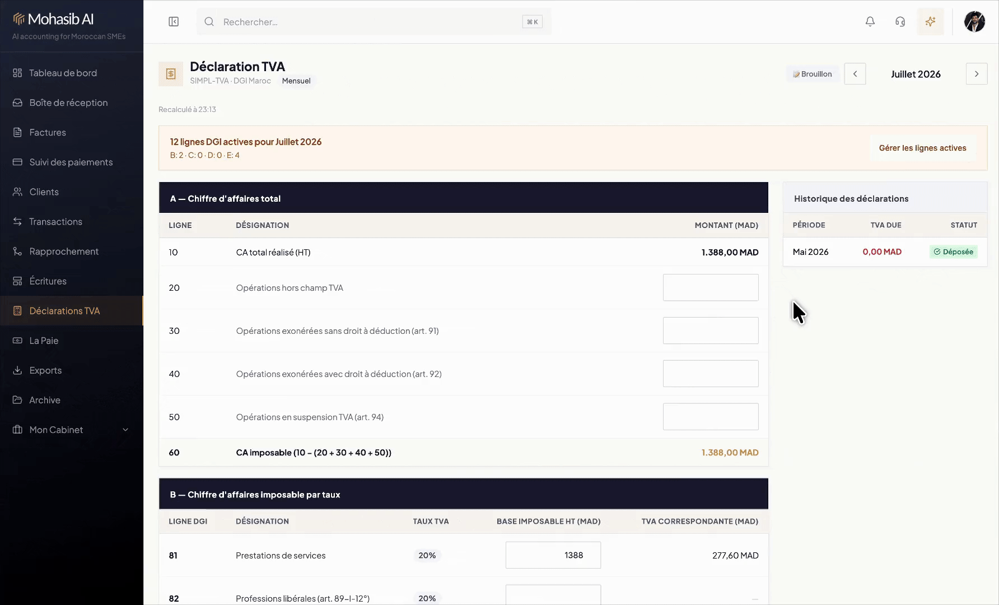 Mohasib AI
AI accounting for Moroccan SMEs
Tableau de bord
Boîte de réception
Factures
Suivi des paiements
Clients
Transactions
Rapprochement
Écritures
Déclarations TVA
La Paie
Exports
Archive
Mon Cabinet
Rechercher...
⌘ K
Déclaration TVA
SIMPL-TVA · DGI Maroc Mensuel
Brouillon
Juillet 2026
Recalculé à 23:13
12 lignes DGI actives pour Juillet 2026
B: 2 · C: 0 · D: 0 · E: 4
Gérer les lignes actives
A — Chiffre d'affaires total
LIGNE DÉSIGNATION MONTANT (MAD)
10 CA total réalisé (HT) 1.388,00 MAD
20 Opérations hors champ TVA
30 Opérations exonérées sans droit à déduction (art. 91)
40 Opérations exonérées avec droit à déduction (art. 92)
50 Opérations en suspension TVA (art. 94)
60 CA imposable (10 − (20 + 30 + 40 + 50)) 1.388,00 MAD
B — Chiffre d'affaires imposable par taux
LIGNE DGI DÉSIGNATION TAUX TVA BASE IMPOSABLE HT (MAD) TVA CORRESPONDANTE (MAD)
81 Prestations de services 20% 1388 277,60 MAD
82 Professions libérales (art. 89-I-12°) 20% —
Historique des déclarations
PÉRIODE TVA DUE STATUT
Mai 2026 0,00 MAD Déposée